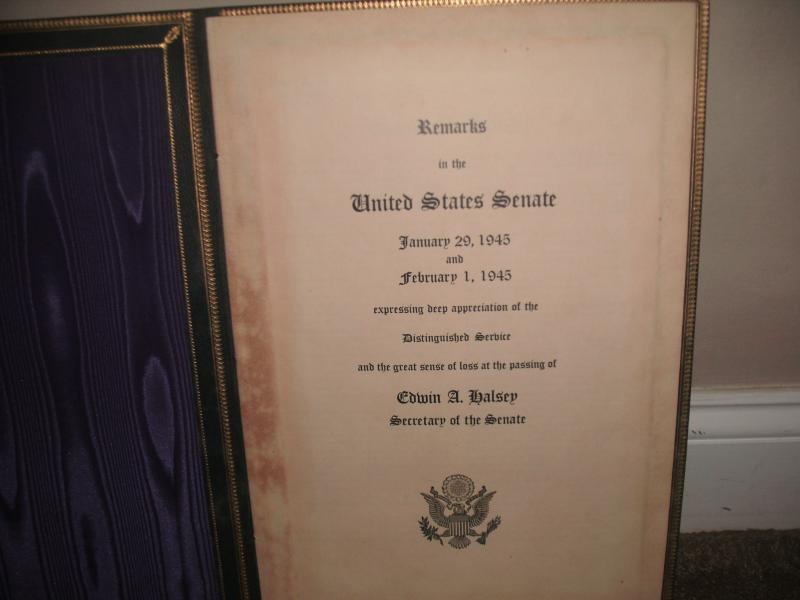 Remarks
in the
United States Senate
January 29, 1945
and
February 1, 1945
expressing deep appreciation of the
Distinguished Service
and the great sense of loss at the passing of
Edwin A. Halsey
Secretary of the Senate